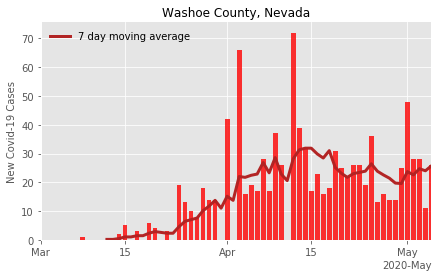 Washoe County, Nevada
7 day moving average
New Covid-19 Cases
70
60
50
40
30
20
10
0
Mar
15
Apr
15
May
2020-May